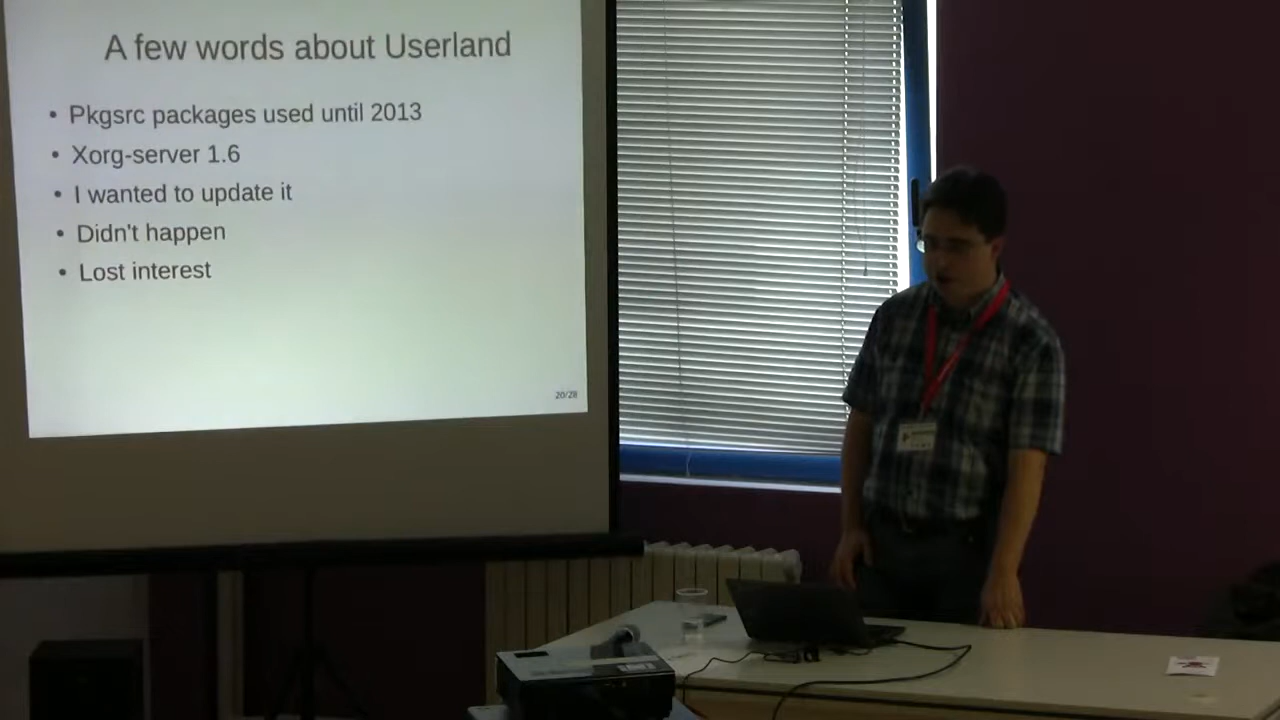 A few words about Userland
• Pkgsrc packages used until 2013
• Xorg-server 1.6
• I wanted to update it
• Didn't happen
• Lost interest
20/28